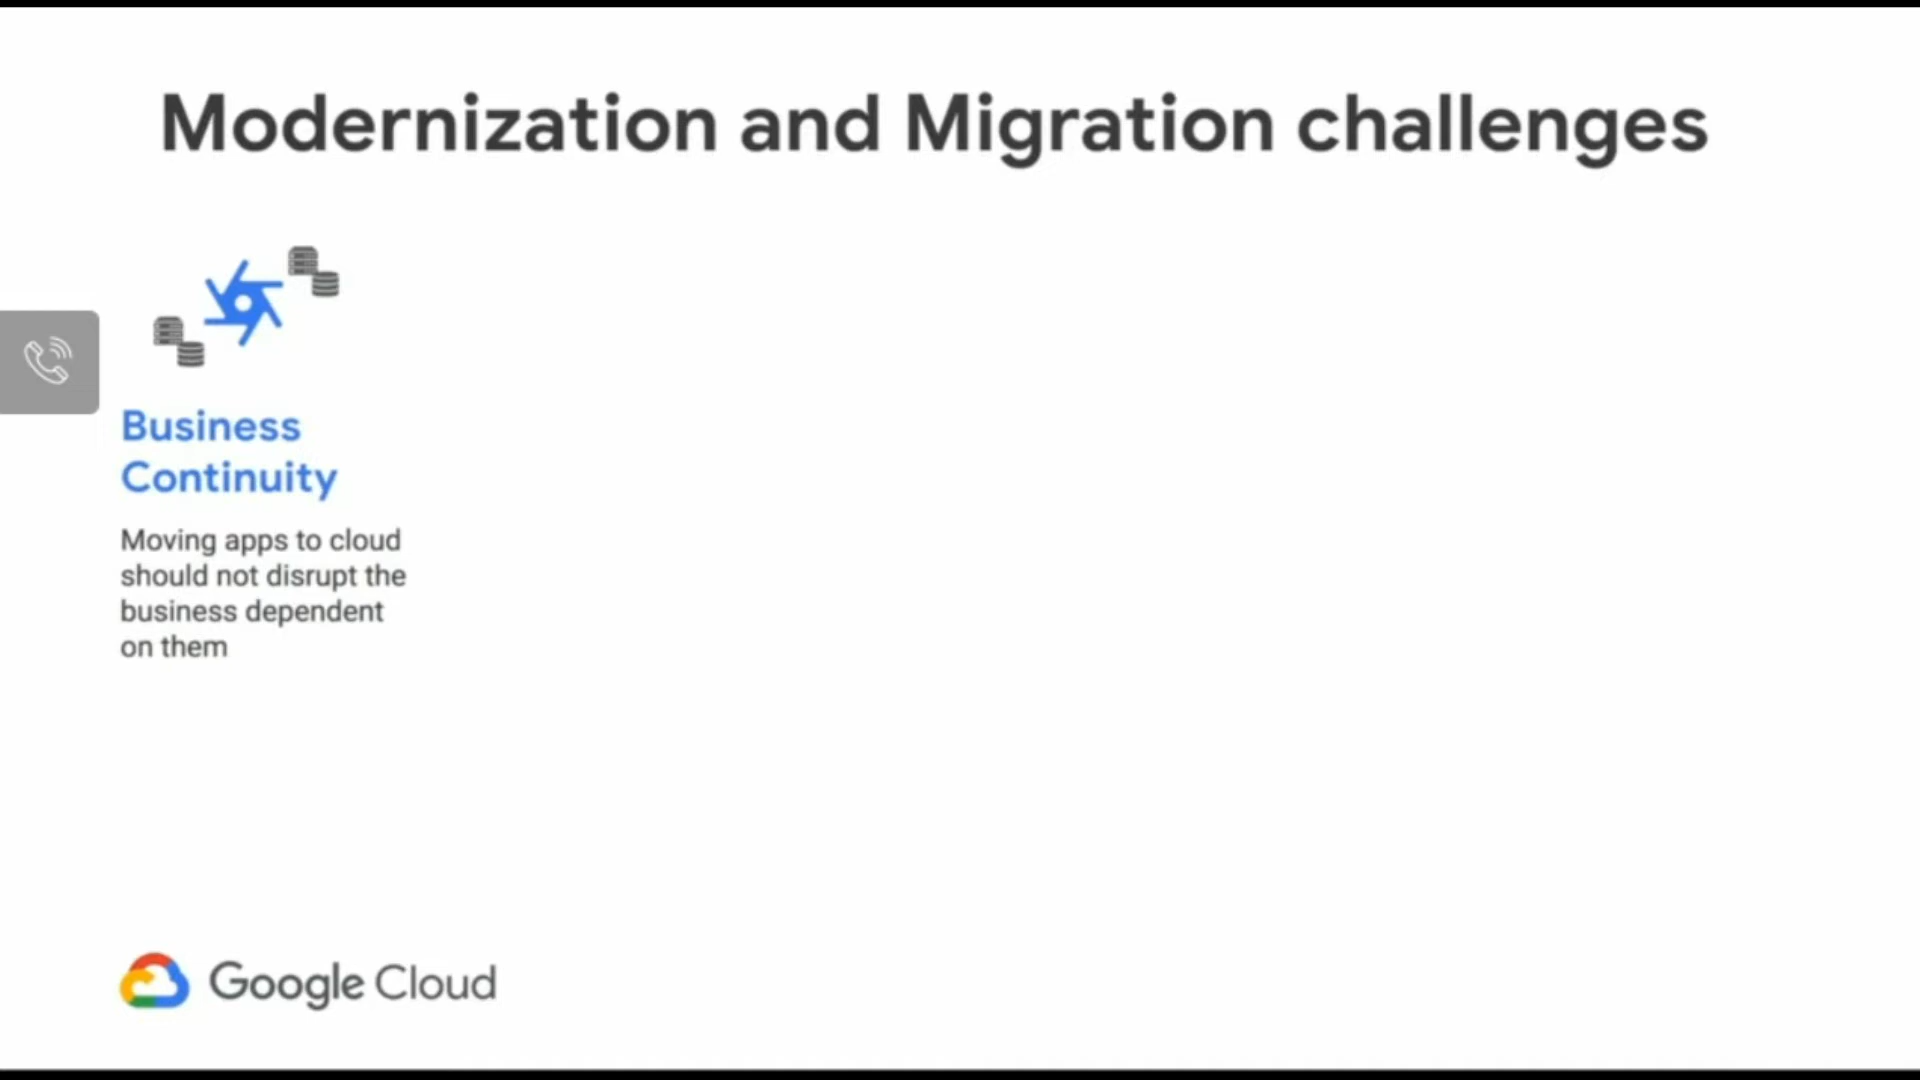 Modernization and Migration challenges
Business
Continuity
Moving apps to cloud
should not disrupt the
business dependent
on them
Google Cloud